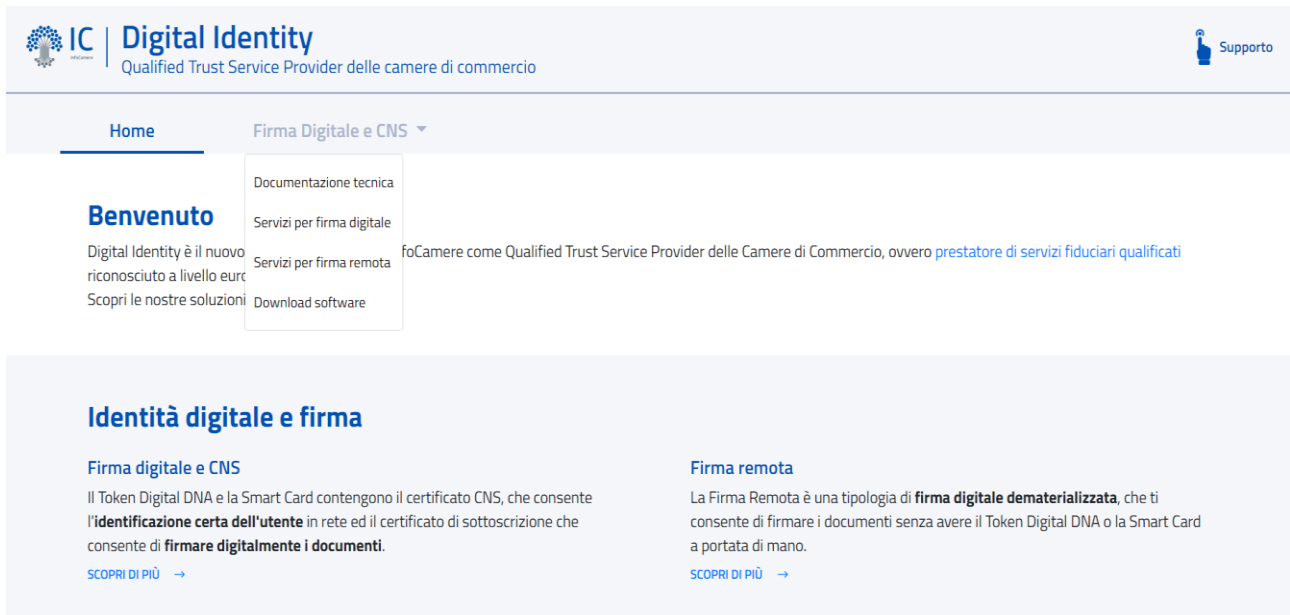 IC
InfoCamere
Digital Identity
Qualified Trust Service Provider delle camere di commercio
Supporto
Home
Firma Digitale e CNS
Documentazione tecnica
Servizi per firma digitale
Servizi per firma remota
Download software
Benvenuto
Digital Identity è il nuovo foCamere come Qualified Trust Service Provider delle Camere di Commercio, ovvero prestatore di servizi fiduciari qualificati
riconosciuto a livello euro
Scopri le nostre soluzioni
Identità digitale e firma
Firma digitale e CNS
Il Token Digital DNA e la Smart Card contengono il certificato CNS, che consente
l'identificazione certa dell'utente in rete ed il certificato di sottoscrizione che
consente di firmare digitalmente i documenti.
SCOPRI DI PIÙ →
Firma remota
La Firma Remota è una tipologia di firma digitale dematerializzata, che ti
consente di firmare i documenti senza avere il Token Digital DNA o la Smart Card
a portata di mano.
SCOPRI DI PIÙ →